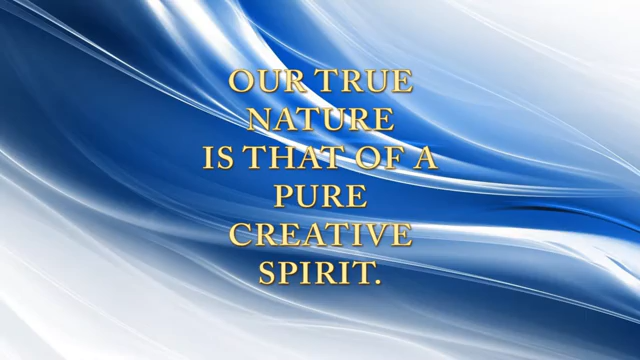 OUR TRUE
NATURE
IS THAT OF A
PURE
CREATIVE
SPIRIT.